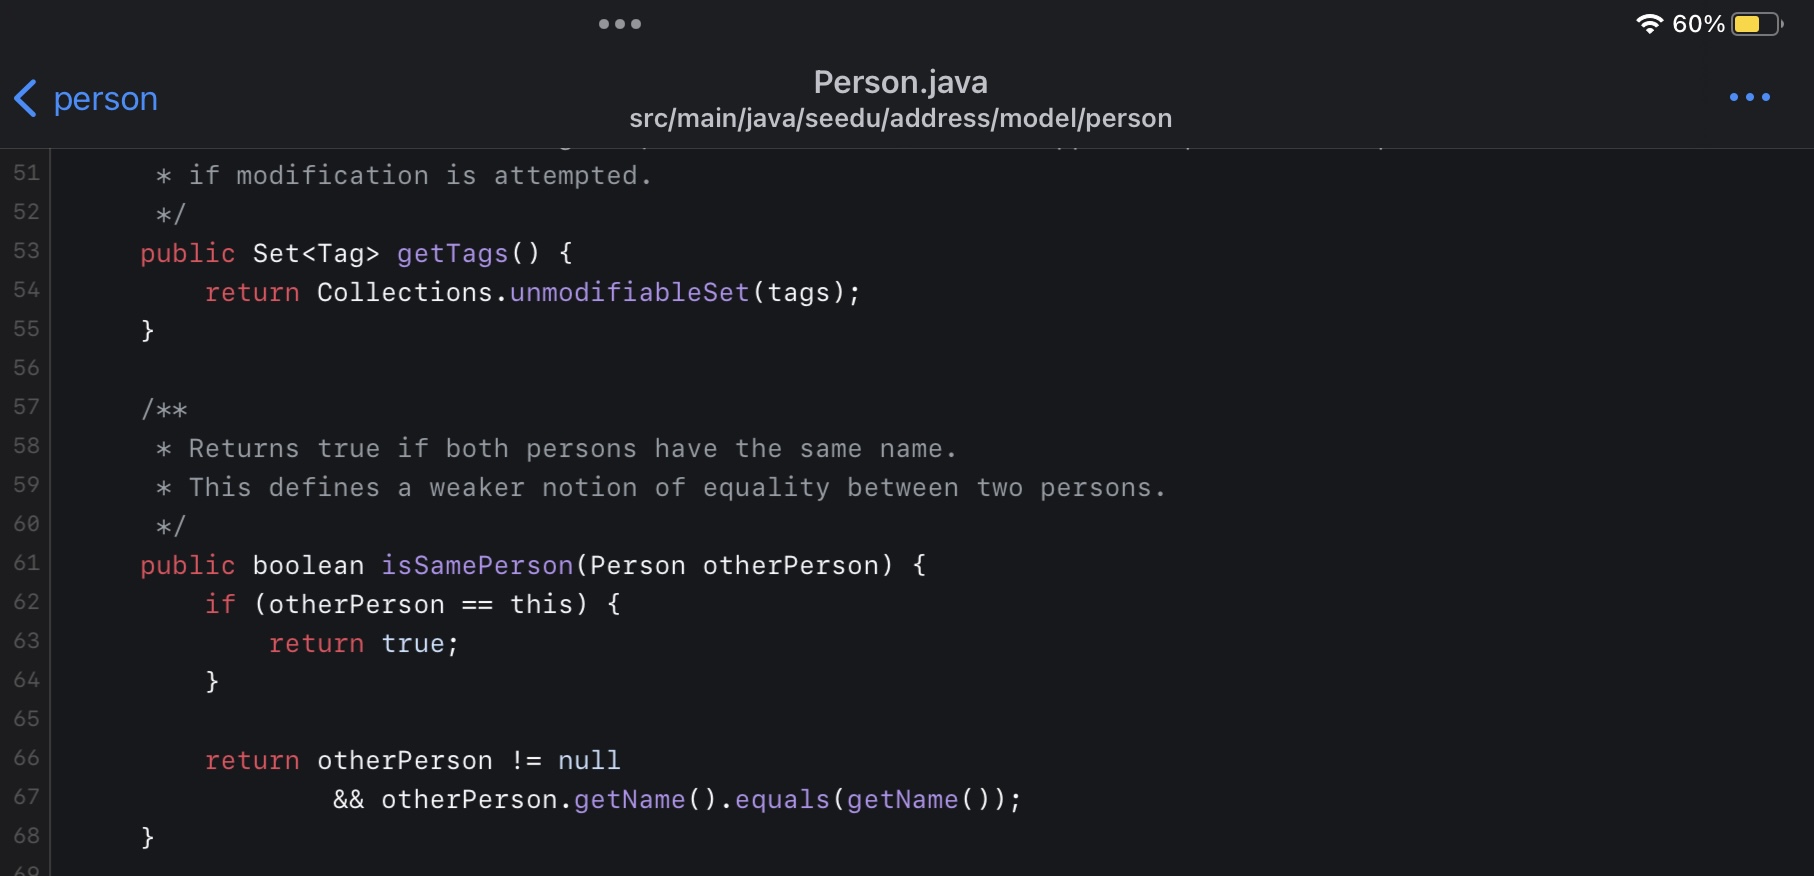 60%
person
Person.java
src/main/java/seedu/address/model/person
51 * if modification is attempted.
52 */
53 public Set<Tag> getTags() {
54 return Collections.unmodifiableSet(tags);
55 }
56
57 /**
58 * Returns true if both persons have the same name.
59 * This defines a weaker notion of equality between two persons.
60 */
61 public boolean isSamePerson(Person otherPerson) {
62 if (otherPerson == this) {
63 return true;
64 }
65
66 return otherPerson != null
67 && otherPerson.getName().equals(getName());
68 }
69